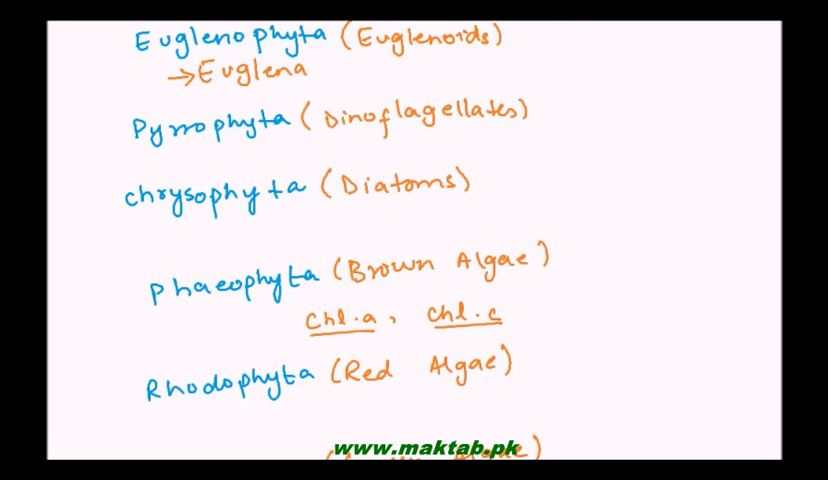 Euglenophyta (Euglenoids)
→Euglena
Pyrrophyta (Dinoflagellates)
Chrysophyta (Diatoms)
Phaeophyta (Brown Algae)
Chl.a, Chl.c
Rhodophyta (Red Algae)
www.maktab.pk